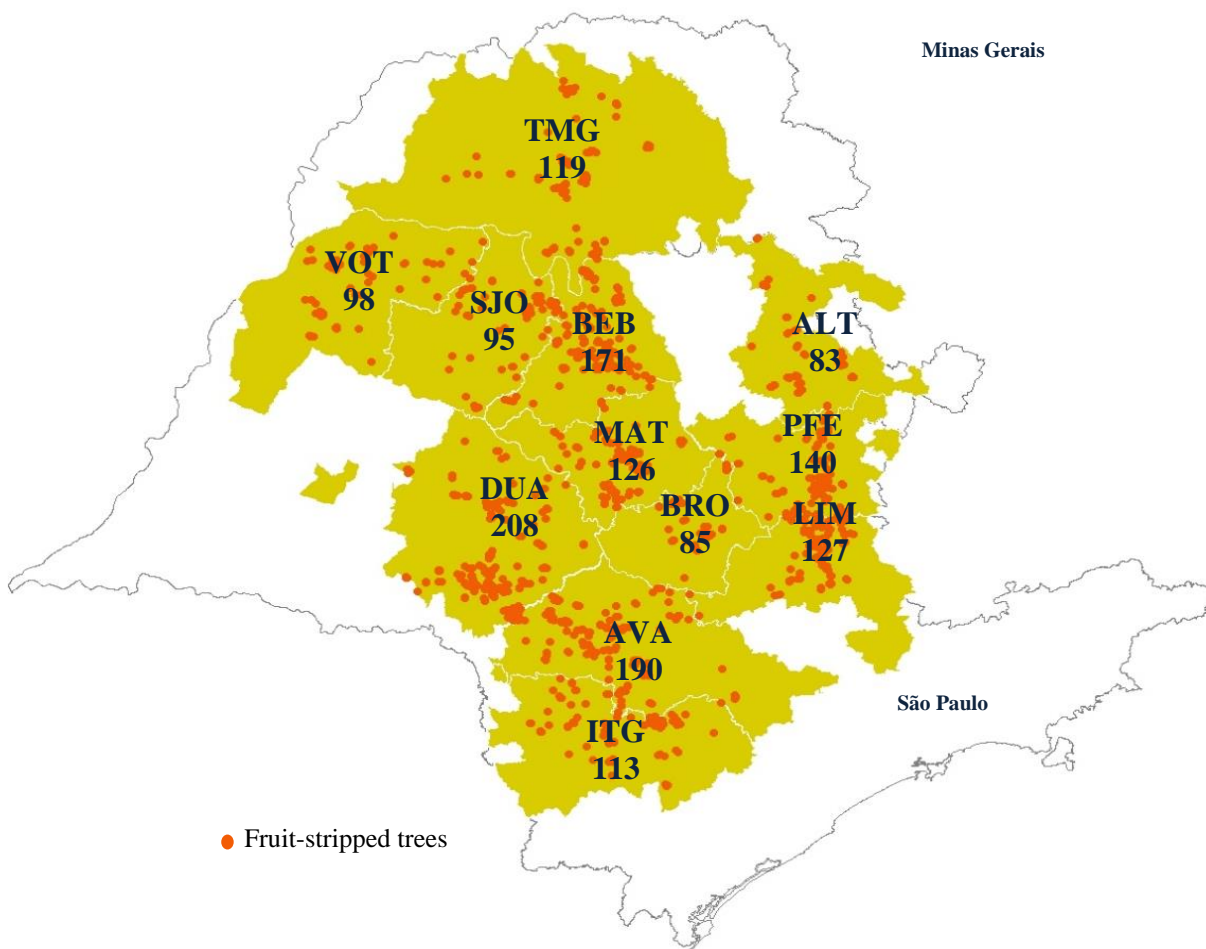 Minas Gerais
TMG
119
VOT
98
SJO
95
BEB
171
ALT
83
MAT
126
PFE
140
DUA
208
BRO
85
LIM
127
AVA
190
São Paulo
ITG
113
Fruit-stripped trees